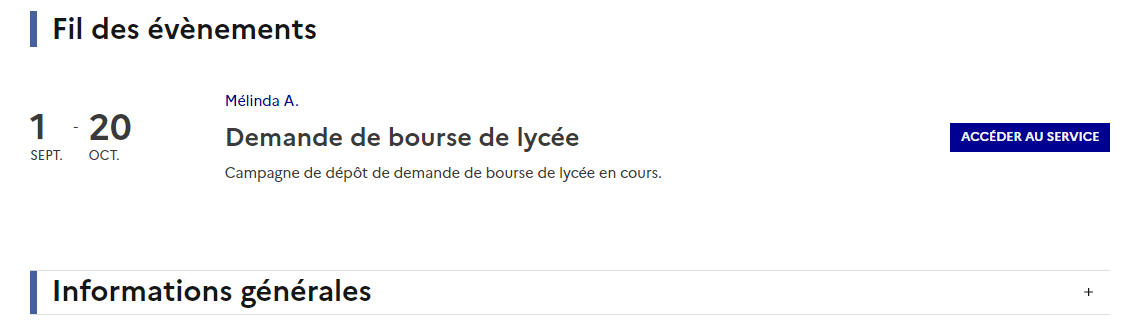 Fil des évènements
Mélinda A.
1 - 20
SEPT. OCT.
Demande de bourse de lycée
ACCÉDER AU SERVICE
Campagne de dépôt de demande de bourse de lycée en cours.
Informations générales +